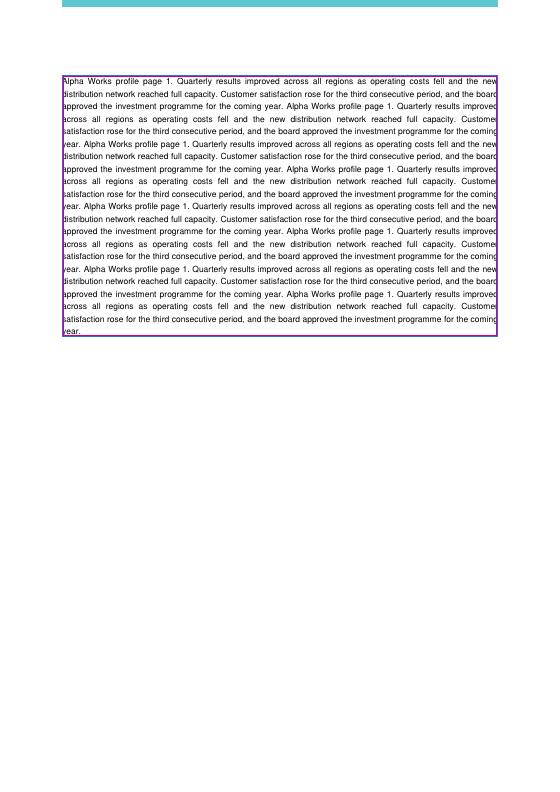 Alpha Works profile page 1. Quarterly results improved across all regions as operating costs fell and the new
distribution network reached full capacity. Customer satisfaction rose for the third consecutive period, and the board
approved the investment programme for the coming year. Alpha Works profile page 1. Quarterly results improved
across all regions as operating costs fell and the new distribution network reached full capacity. Customer
satisfaction rose for the third consecutive period, and the board approved the investment programme for the coming
year. Alpha Works profile page 1. Quarterly results improved across all regions as operating costs fell and the new
distribution network reached full capacity. Customer satisfaction rose for the third consecutive period, and the board
approved the investment programme for the coming year. Alpha Works profile page 1. Quarterly results improved
across all regions as operating costs fell and the new distribution network reached full capacity. Customer
satisfaction rose for the third consecutive period, and the board approved the investment programme for the coming
year. Alpha Works profile page 1. Quarterly results improved across all regions as operating costs fell and the new
distribution network reached full capacity. Customer satisfaction rose for the third consecutive period, and the board
approved the investment programme for the coming year. Alpha Works profile page 1. Quarterly results improved
across all regions as operating costs fell and the new distribution network reached full capacity. Customer
satisfaction rose for the third consecutive period, and the board approved the investment programme for the coming
year. Alpha Works profile page 1. Quarterly results improved across all regions as operating costs fell and the new
distribution network reached full capacity. Customer satisfaction rose for the third consecutive period, and the board
approved the investment programme for the coming year. Alpha Works profile page 1. Quarterly results improved
across all regions as operating costs fell and the new distribution network reached full capacity. Customer
satisfaction rose for the third consecutive period, and the board approved the investment programme for the coming
year.